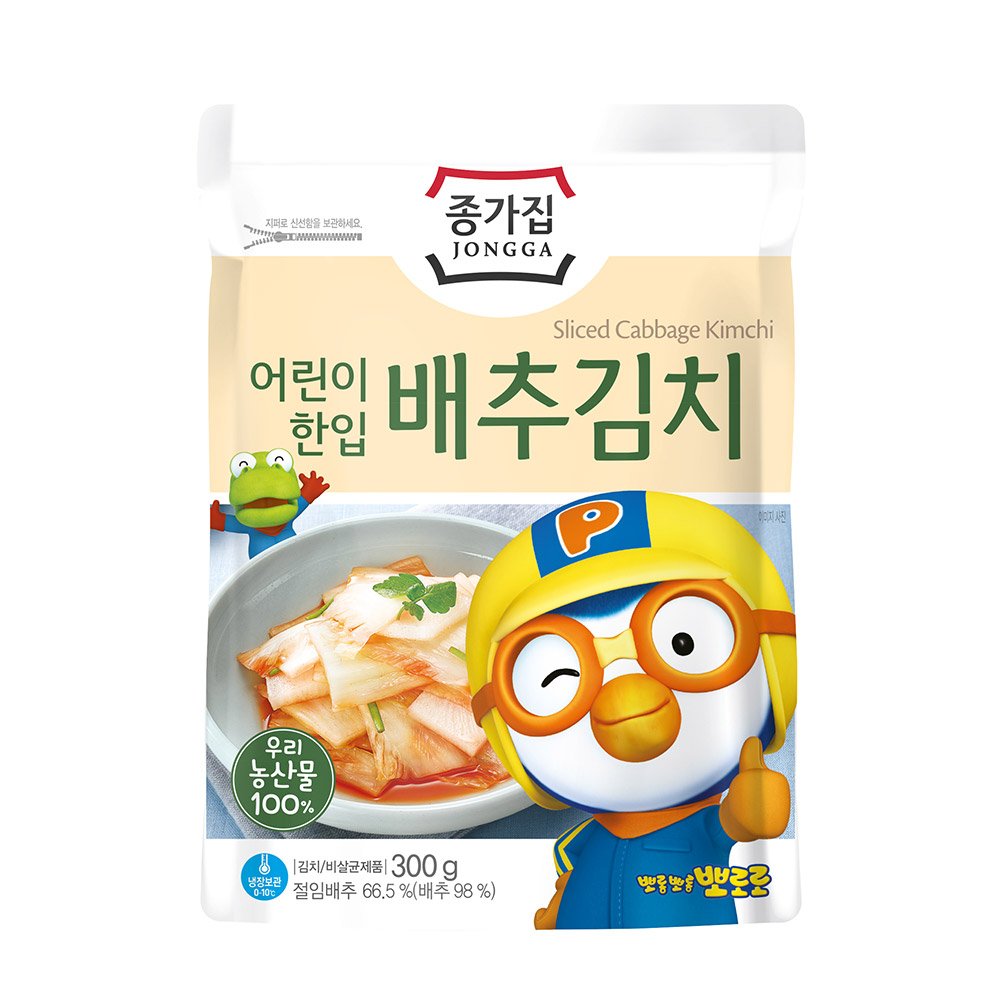 종가집
JONGGA
지퍼로 신선함을 보관하세요.
Sliced Cabbage Kimchi
어린이
한입
배추김치
이미지 사진
P
우리
농산물
100%
냉장보관
0-10℃
김치/비살균제품 300 g
절임배추 66.5 %(배추 98 %)
뽀롱뽀롱 뽀로로